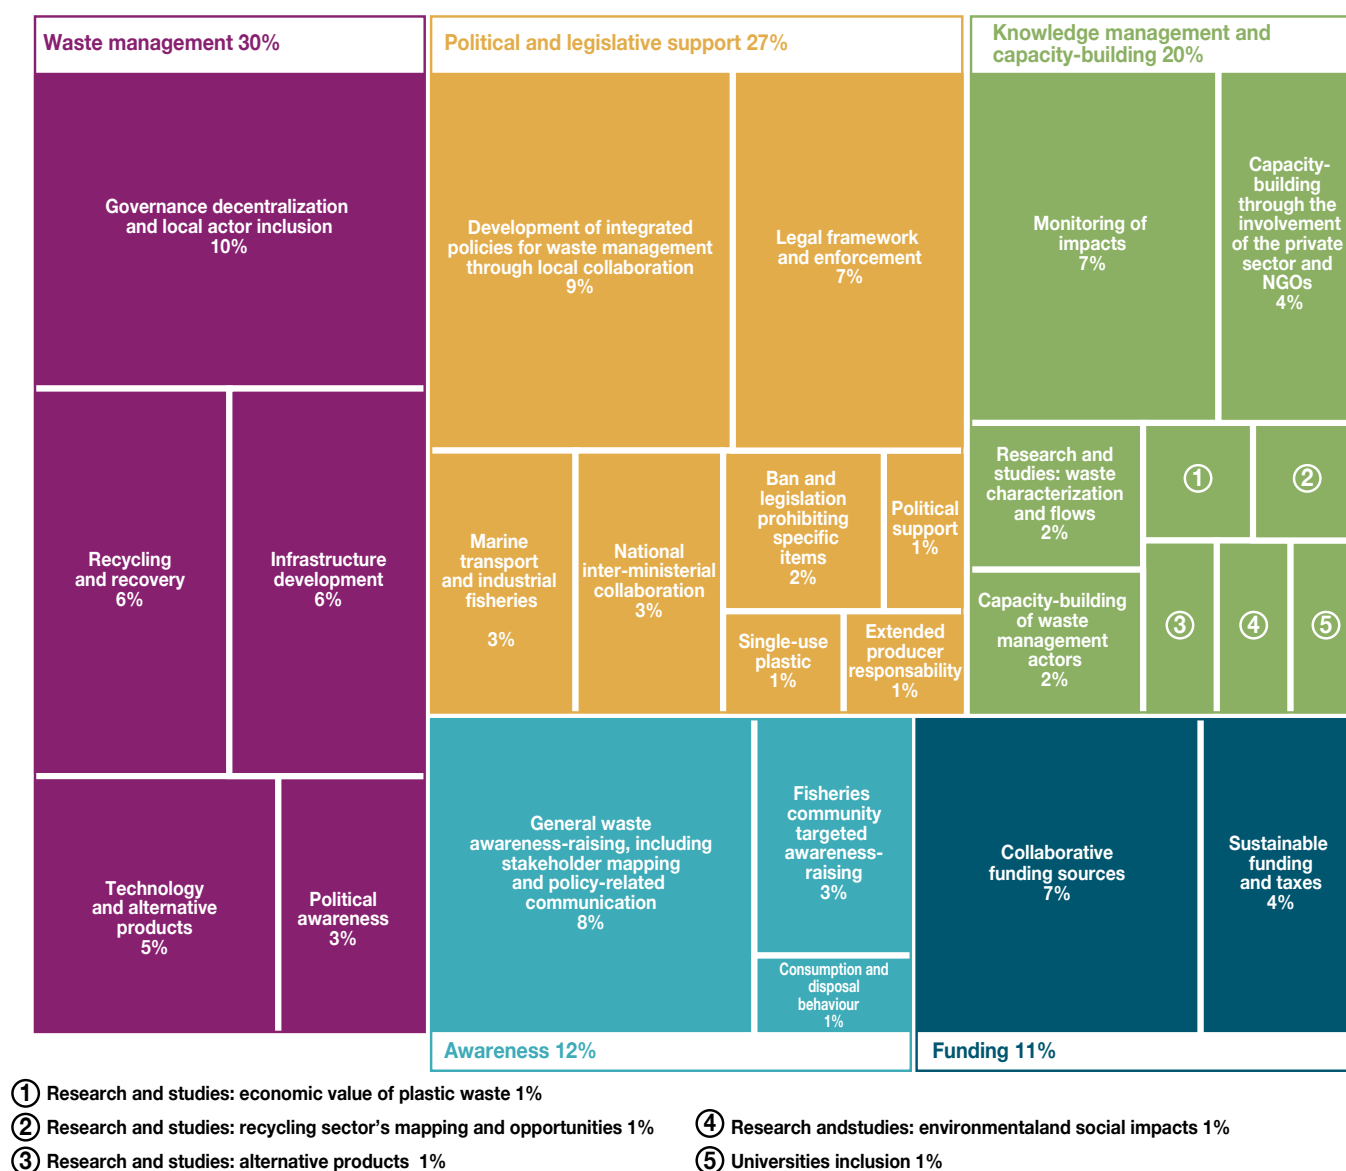 Waste management 30%
Governance decentralization
and local actor inclusion
10%
Recycling
and recovery
6%
Infrastructure
development
6%
Technology
and alternative
products
5%
Political
awareness
3%
Political and legislative support 27%
Development of integrated
policies for waste management
through local collaboration
9%
Legal framework
and enforcement
7%
Marine
transport
and industrial
fisheries
3%
National
inter-ministerial
collaboration
3%
Ban and
legislation
prohibiting
specific
items
2%
Political
support
1%
Single-use
plastic
1%
Extended
producer
responsability
1%
Knowledge management and
capacity-building 20%
Monitoring of
impacts
7%
Capacity-
building
through the
involvement
of the private
sector and
NGOs
4%
Research and
studies: waste
characterization
and flows
2%
Capacity-building
of waste
management
actors
2%
1
2
3
4
5
General waste
awareness-raising, including
stakeholder mapping
and policy-related
communication
8%
Fisheries
community
targeted
awareness-
raising
3%
Consumption and
disposal
behaviour
1%
Awareness 12%
Collaborative
funding sources
7%
Sustainable
funding
and taxes
4%
Funding 11%
1 Research and studies: economic value of plastic waste 1%
2 Research and studies: recycling sector’s mapping and opportunities 1%
3 Research and studies: alternative products 1%
4 Research andstudies: environmentaland social impacts 1%
5 Universities inclusion 1%